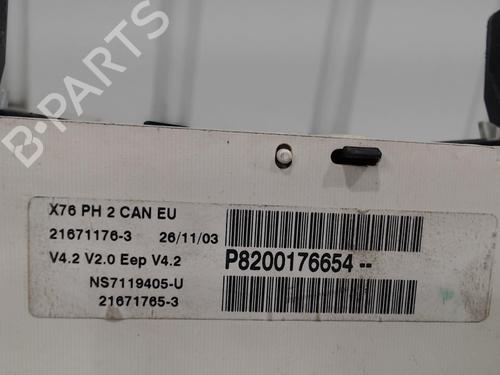 B-PARTS
X76 PH 2 CAN EU
21671176-3 26/11/03
V4.2 V2.0 Eep V4.2
P8200176654 --
NS7119405-U
21671765-3